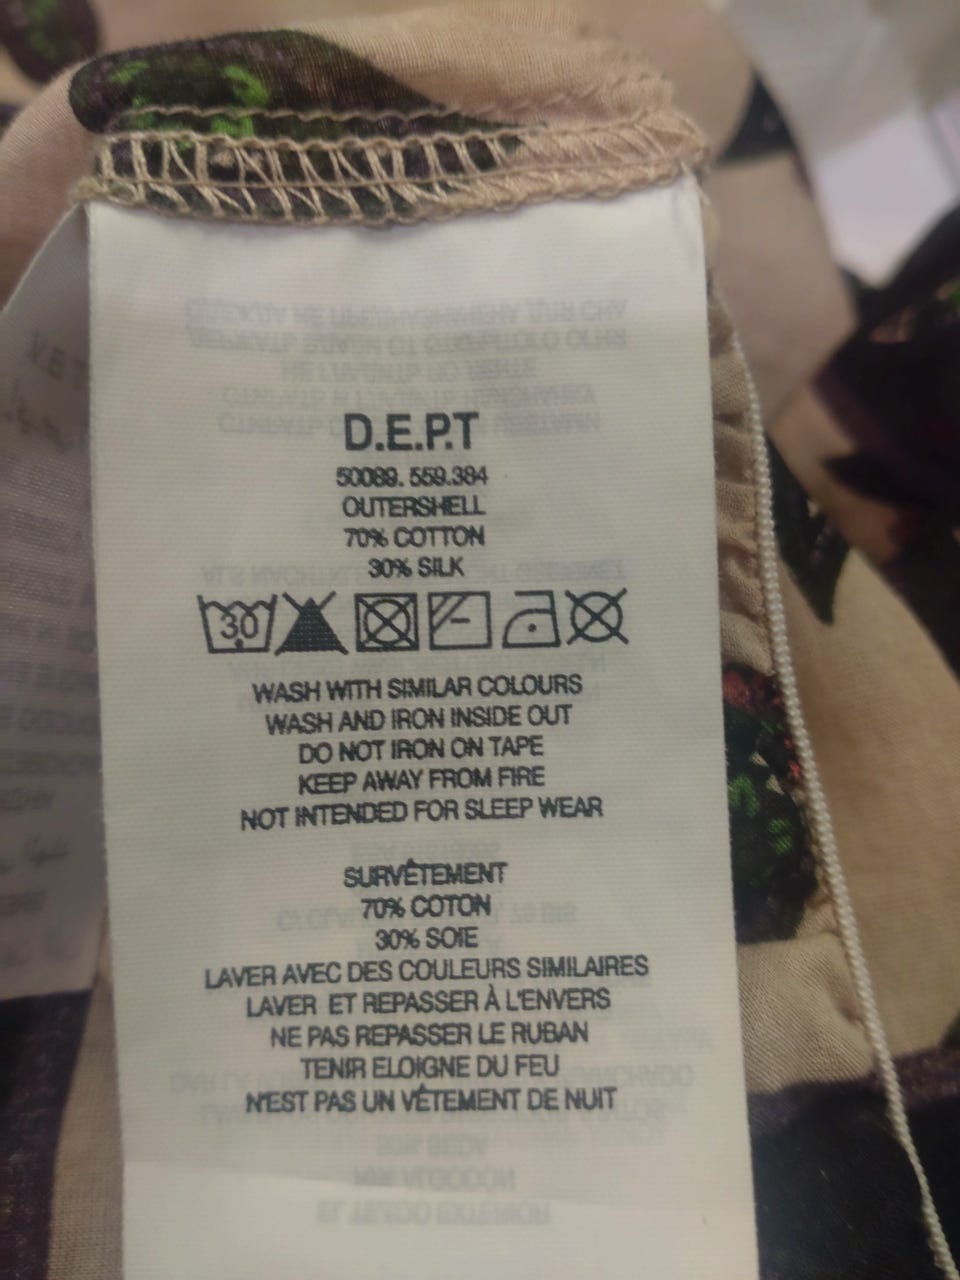 D.E.P.T
50089. 559.384
OUTERSHELL
70% COTTON
30% SILK
30
WASH WITH SIMILAR COLOURS
WASH AND IRON INSIDE OUT
DO NOT IRON ON TAPE
KEEP AWAY FROM FIRE
NOT INTENDED FOR SLEEP WEAR
SURVÊTEMENT
70% COTON
30% SOIE
LAVER AVEC DES COULEURS SIMILAIRES
LAVER ET REPASSER À L'ENVERS
NE PAS REPASSER LE RUBAN
TENIR ELOIGNE DU FEU
N'EST PAS UN VÊTEMENT DE NUIT